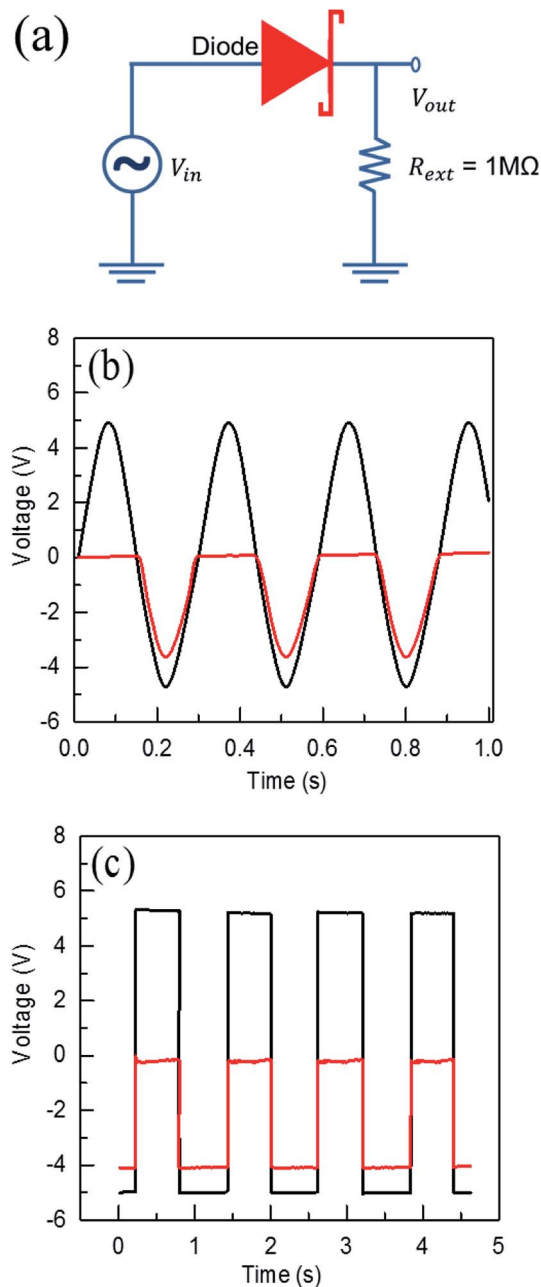 (a)
Diode
V_out
V_in
R_ext = 1MΩ
(b)
8
6
4
2
0
-2
-4
-6
Voltage (V)
0.0 0.2 0.4 0.6 0.8 1.0
Time (s)
(c)
8
6
4
2
0
-2
-4
-6
Voltage (V)
0 1 2 3 4 5
Time (s)